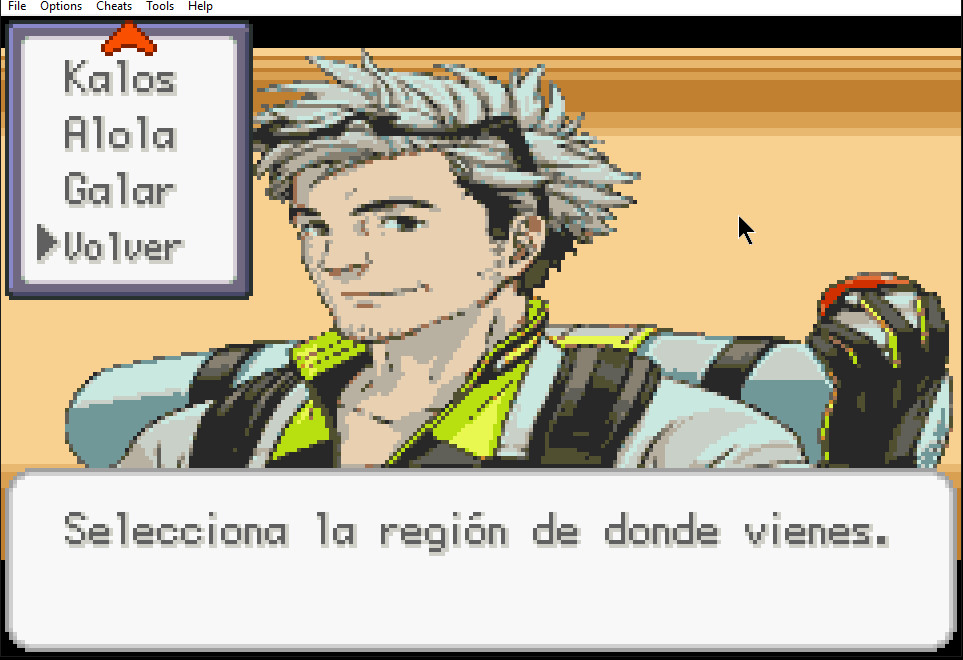 File Options Cheats Tools Help
Kalos
Alola
Galar
Volver
Selecciona la región de donde vienes.